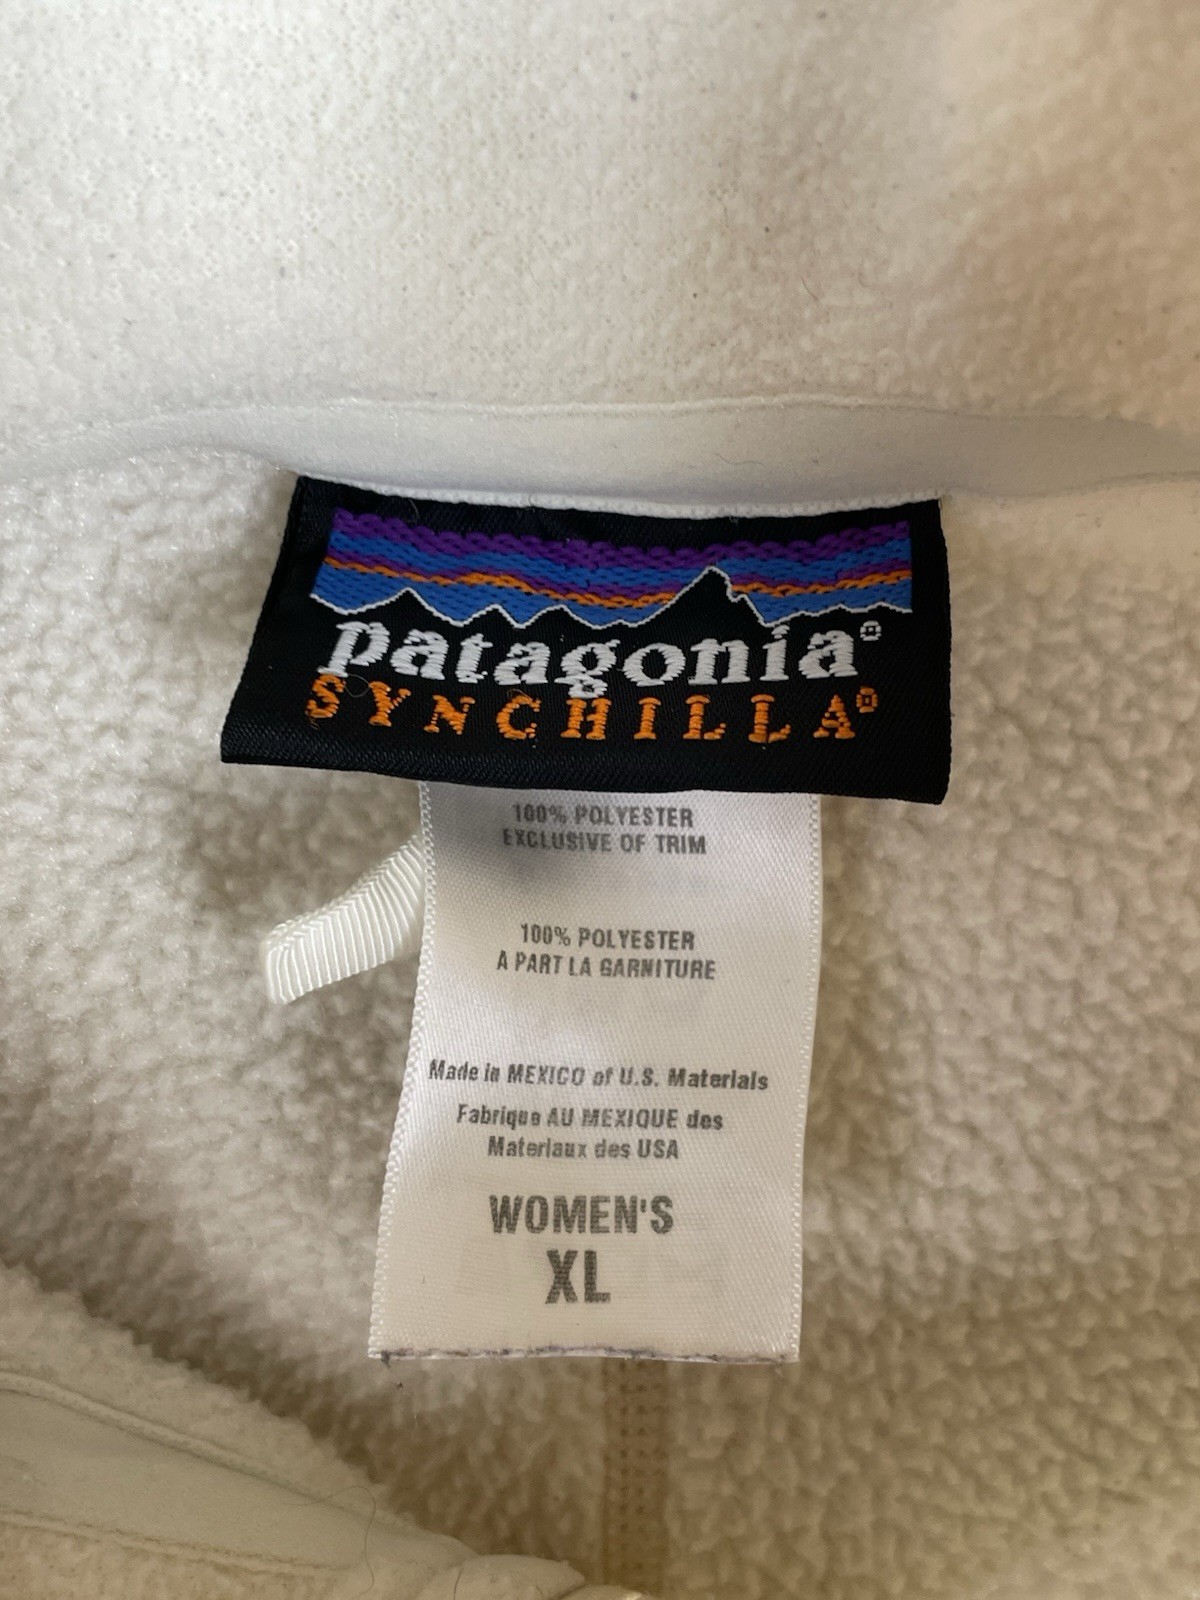 patagonia®
SYNCHILLA®
100% POLYESTER
EXCLUSIVE OF TRIM
100% POLYESTER
A PART LA GARNITURE
Made in MEXICO of U.S. Materials
Fabrique AU MEXIQUE des
Materiaux des USA
WOMEN'S
XL